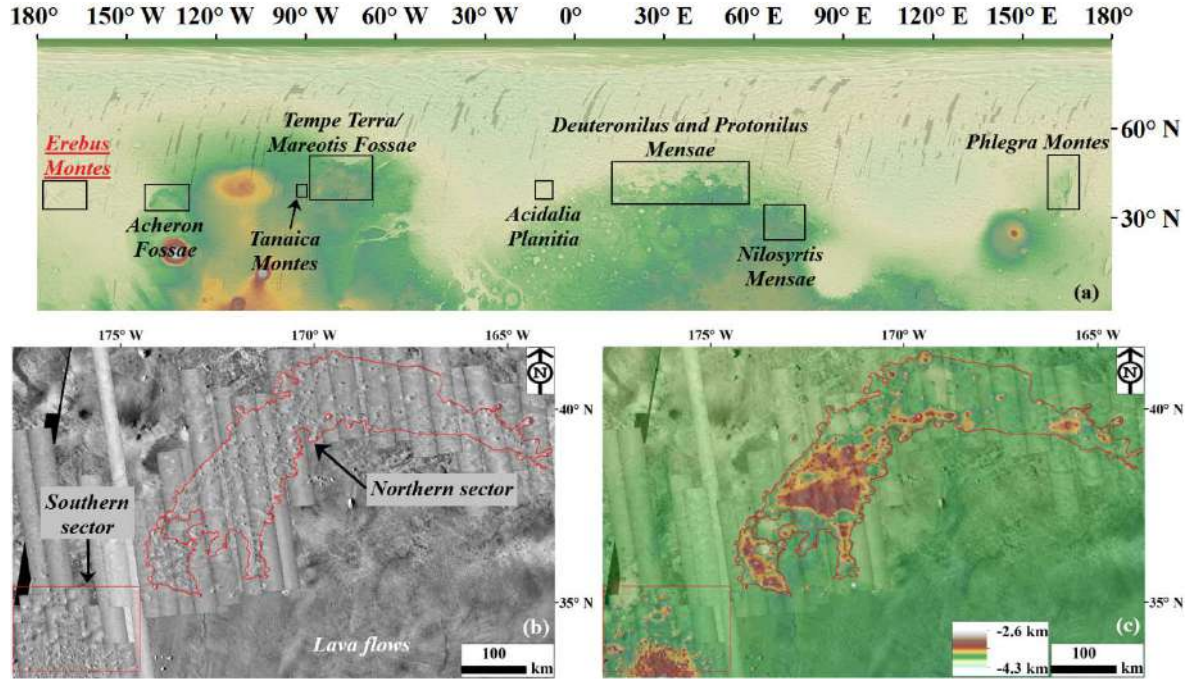 180° 150° W 120° W 90° W 60° W 30° W 0° 30° E 60° E 90° E 120° E 150° E 180°
60° N
30° N
Erebus
Montes
Acheron
Fossae
Tanaica
Montes
Tempe Terra/
Mareotis Fossae
Acidalia
Planitia
Deuteronilus and Protonilus
Mensae
Nilosyrtis
Mensae
Phlegra Montes
(a)
175° W 170° W 165° W
N
40° N
35° N
Southern
sector
Northern sector
Lava flows
(b)
100
km
175° W 170° W 165° W
N
40° N
35° N
-2.6 km
-4.3 km
(c)
100
km